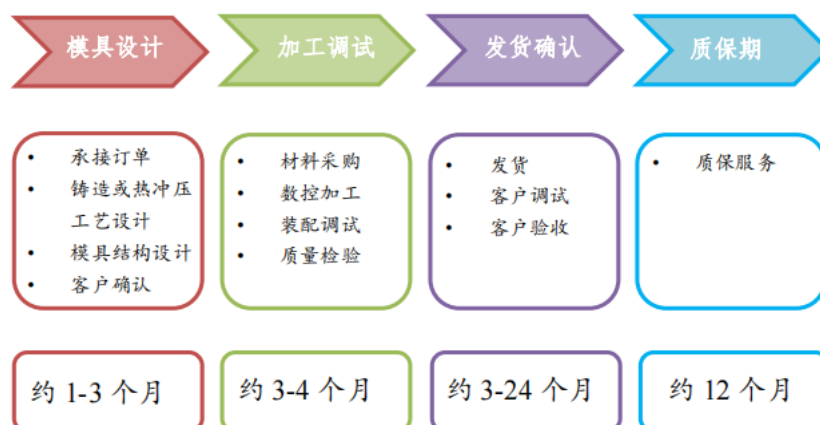 模具设计
加工调试
发货确认
质保期
• 承接订单
• 铸造或热冲压
工艺设计
• 模具结构设计
• 客户确认
• 材料采购
• 数控加工
• 装配调试
• 质量检验
• 发货
• 客户调试
• 客户验收
• 质保服务
约 1-3 个月
约 3-4 个月
约 3-24 个月
约 12 个月